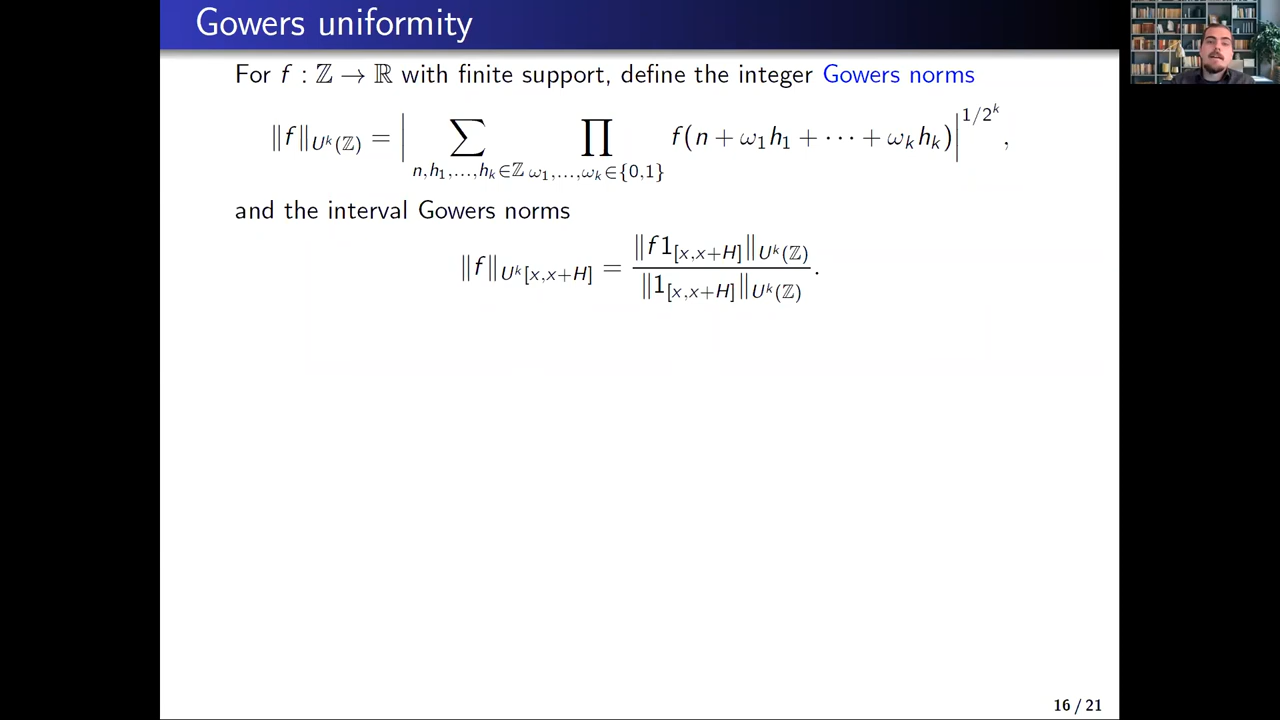 Gowers uniformity
For f : ℤ → ℝ with finite support, define the integer Gowers norms
‖f‖_{U^k(ℤ)} = | ∑_{n,h_1,...,h_k∈ℤ} ∏_{ω_1,...,ω_k∈{0,1}} f(n + ω_1h_1 + ··· + ω_kh_k) |^{1/2^k},
and the interval Gowers norms
‖f‖_{U^k[x,x+H]} = ‖f1_{[x,x+H]}‖_{U^k(ℤ)} / ‖1_{[x,x+H]}‖_{U^k(ℤ)}.
16 / 21